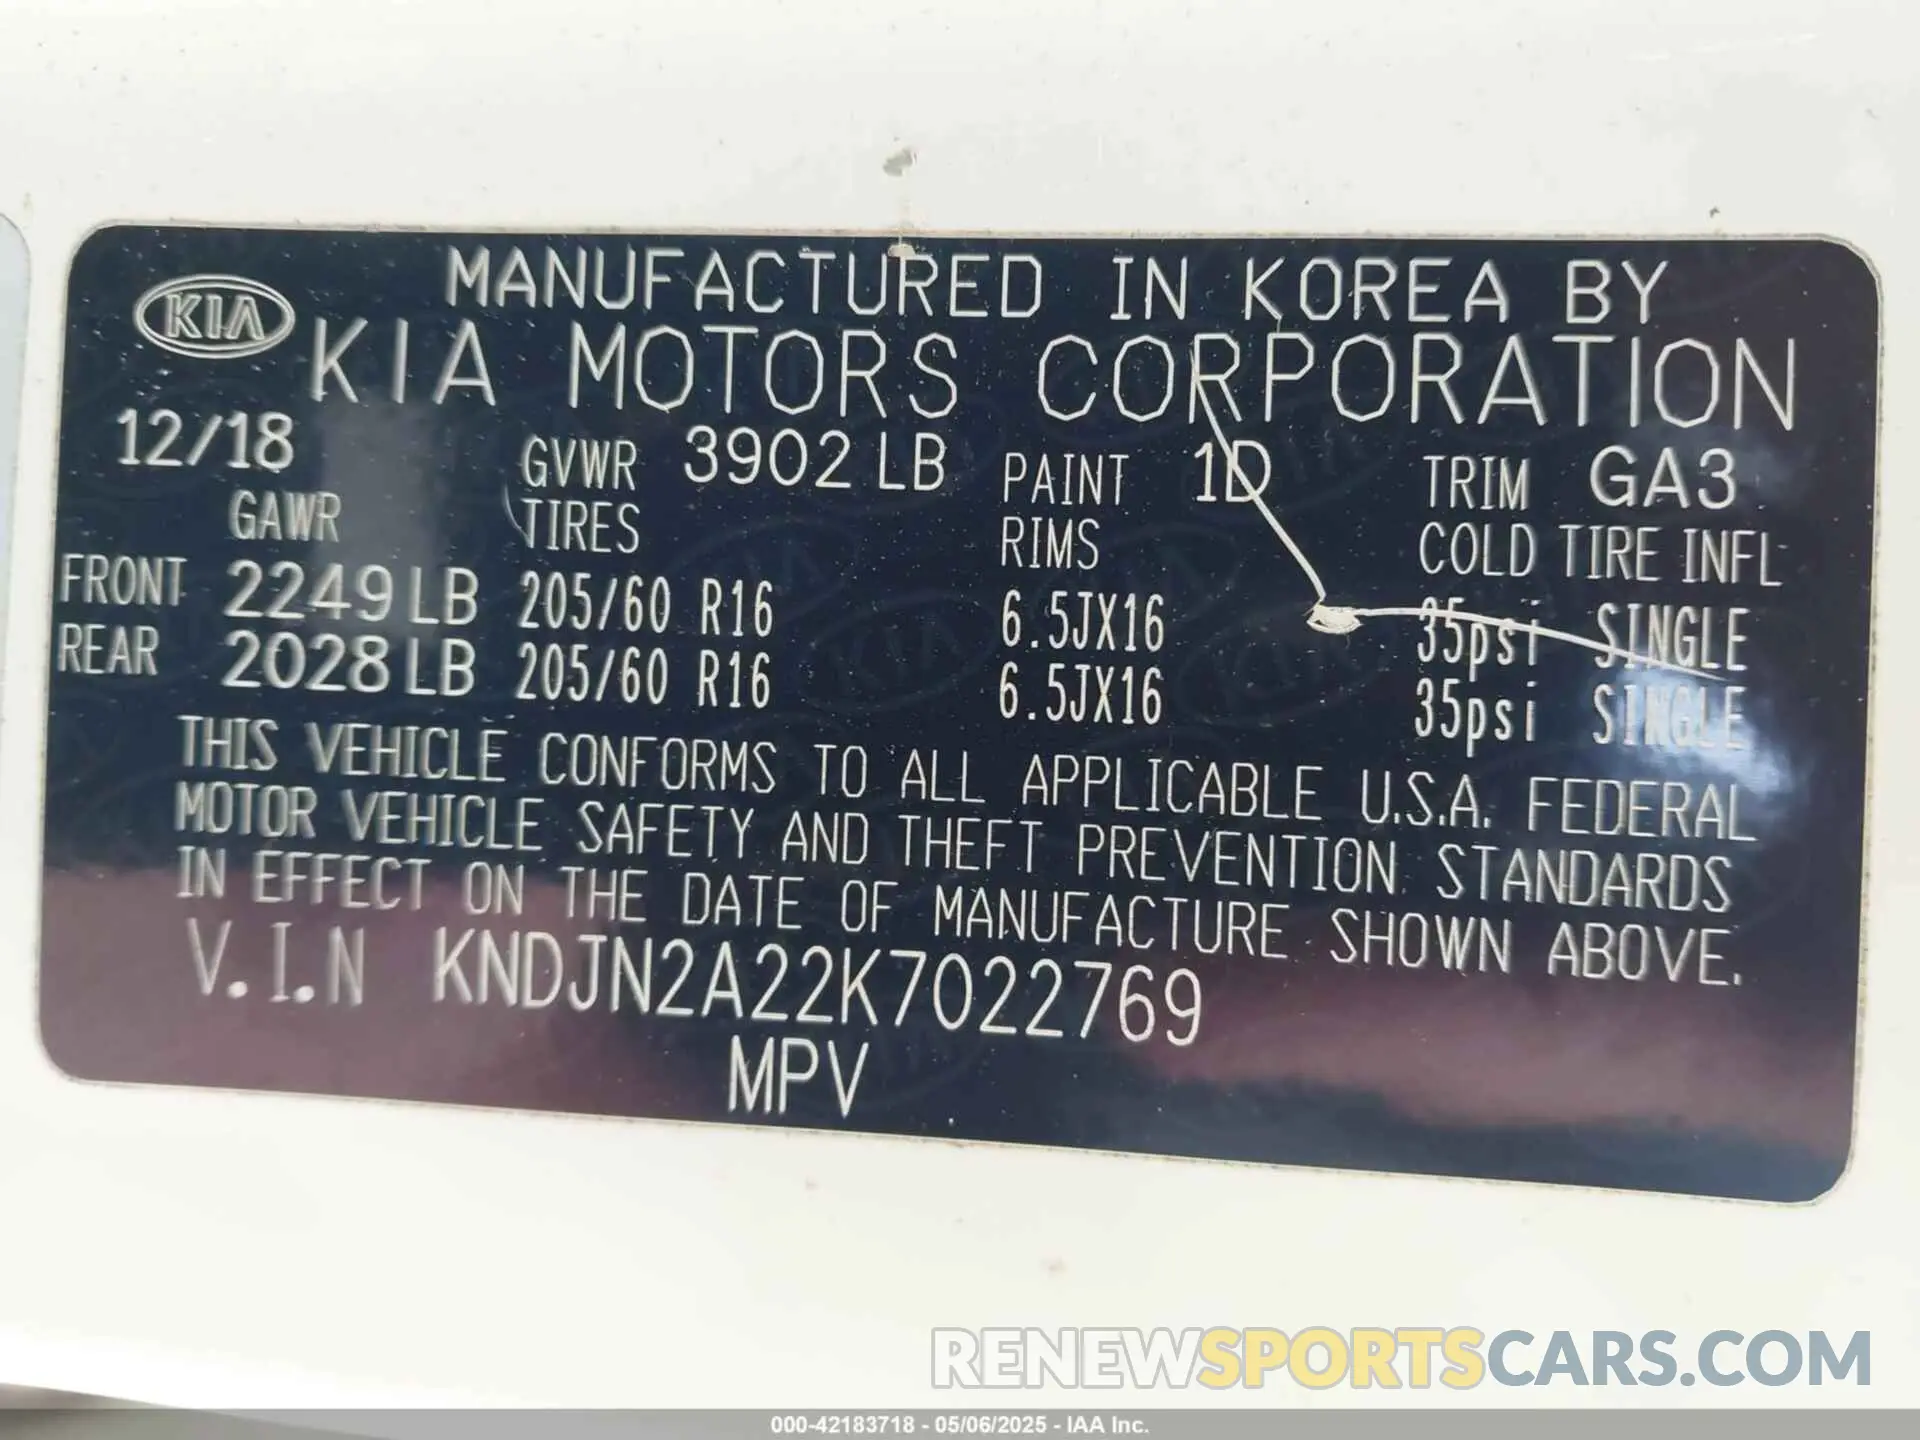 MANUFACTURED IN KOREA BY
KIA KIA MOTORS CORPORATION
12/18 GVWR 3902 LB PAINT 1D TRIM GA3
GAWR TIRES RIMS COLD TIRE INFL
FRONT 2249 LB 205/60 R16 6.5JX16 35psi SINGLE
REAR 2028 LB 205/60 R16 6.5JX16 35psi SINGLE
THIS VEHICLE CONFORMS TO ALL APPLICABLE U.S.A. FEDERAL
MOTOR VEHICLE SAFETY AND THEFT PREVENTION STANDARDS
IN EFFECT ON THE DATE OF MANUFACTURE SHOWN ABOVE.
V.I.N KNDJN2A22K7022769
MPV
RENEWSPORTSCARS.COM
000-42183718 - 05/06/2025 - IAA Inc.